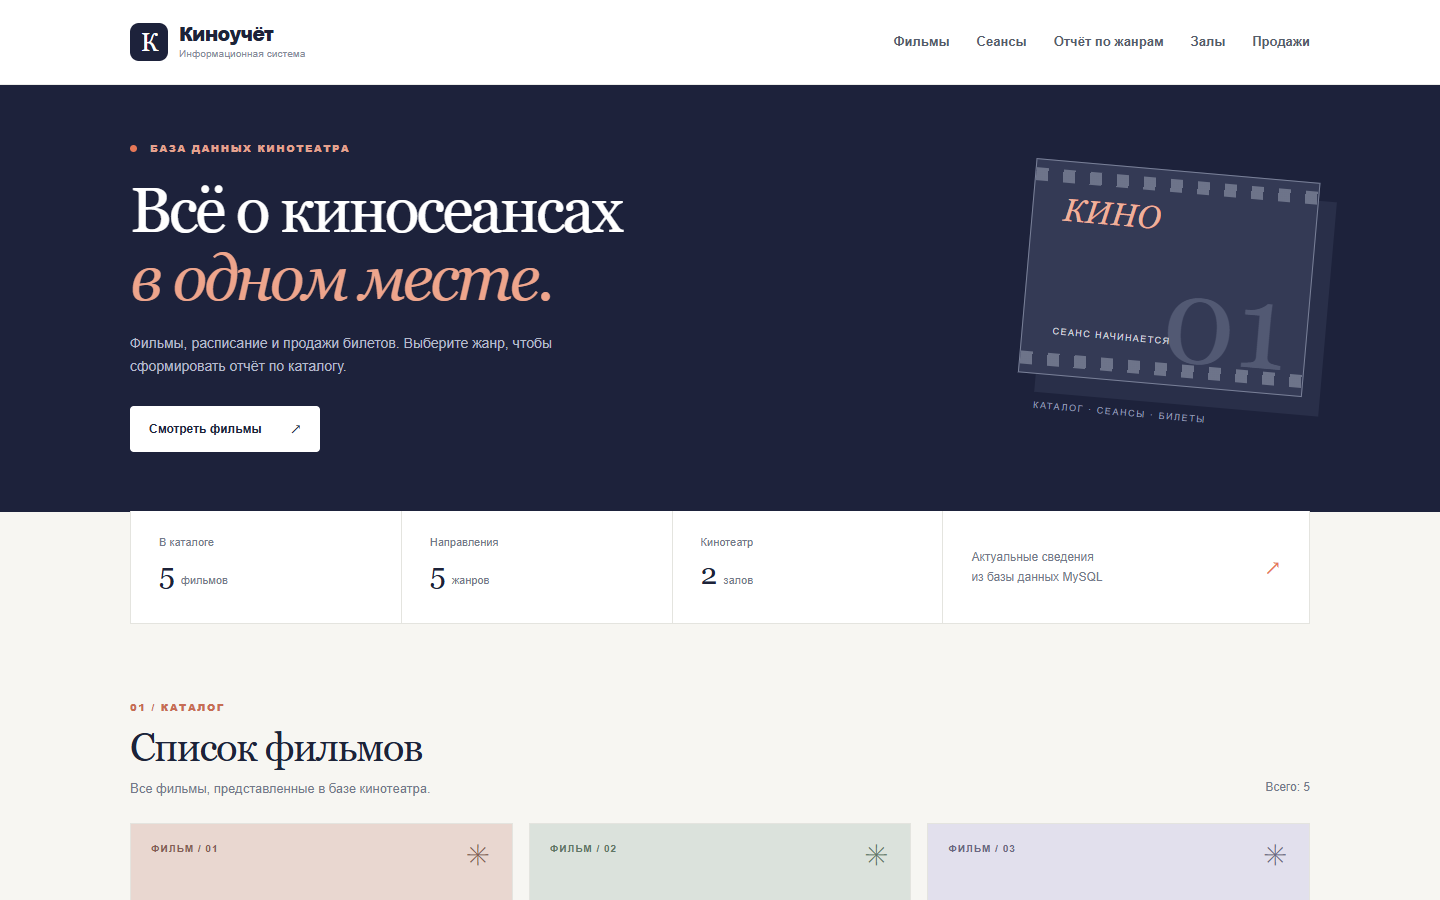 К
Киноучёт
Информационная система
Фильмы
Сеансы
Отчёт по жанрам
Залы
Продажи
БАЗА ДАННЫХ КИНОТЕАТРА
Всё о киносеансах
в одном месте.
Фильмы, расписание и продажи билетов. Выберите жанр, чтобы
сформировать отчёт по каталогу.
Смотреть фильмы ↗
КИНО
01
СЕАНС НАЧИНАЕТСЯ
КАТАЛОГ · СЕАНСЫ · БИЛЕТЫ
В каталоге
5 фильмов
Направления
5 жанров
Кинотеатр
2 залов
Актуальные сведения
из базы данных MySQL
↗
01 / КАТАЛОГ
Список фильмов
Все фильмы, представленные в базе кинотеатра.
Всего: 5
ФИЛЬМ / 01
ФИЛЬМ / 02
ФИЛЬМ / 03